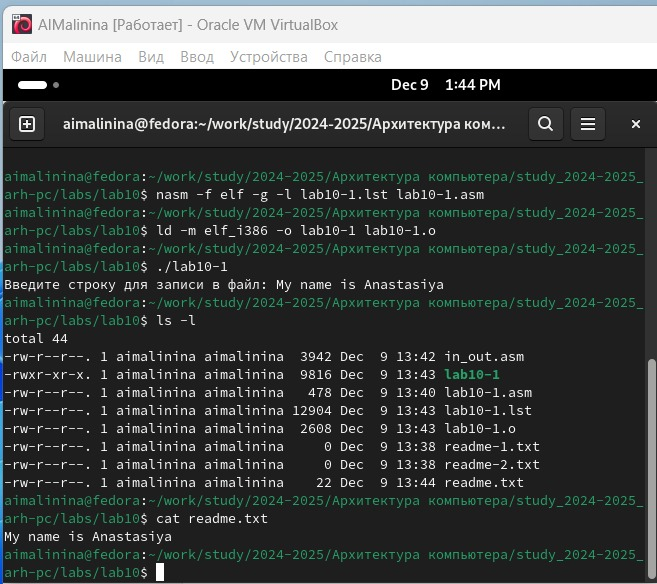 AIMalinina [Работает] - Oracle VM VirtualBox
Файл Машина Вид Ввод Устройства Справка
Dec 9 1:44 PM
aimalinina@fedora:~/work/study/2024-2025/Архитектура ком...
aimalinina@fedora:~/work/study/2024-2025/Архитектура компьютера/study_2024-2025_
arh-pc/labs/lab10$ nasm -f elf -g -l lab10-1.lst lab10-1.asm
aimalinina@fedora:~/work/study/2024-2025/Архитектура компьютера/study_2024-2025_
arh-pc/labs/lab10$ ld -m elf_i386 -o lab10-1 lab10-1.o
aimalinina@fedora:~/work/study/2024-2025/Архитектура компьютера/study_2024-2025_
arh-pc/labs/lab10$ ./lab10-1
Введите строку для записи в файл: My name is Anastasiya
aimalinina@fedora:~/work/study/2024-2025/Архитектура компьютера/study_2024-2025_
arh-pc/labs/lab10$ ls -l
total 44
-rw-r--r--. 1 aimalinina aimalinina  3942 Dec  9 13:42 in_out.asm
-rwxr-xr-x. 1 aimalinina aimalinina  9816 Dec  9 13:43 lab10-1
-rw-r--r--. 1 aimalinina aimalinina   478 Dec  9 13:40 lab10-1.asm
-rw-r--r--. 1 aimalinina aimalinina 12904 Dec  9 13:43 lab10-1.lst
-rw-r--r--. 1 aimalinina aimalinina  2608 Dec  9 13:43 lab10-1.o
-rw-r--r--. 1 aimalinina aimalinina     0 Dec  9 13:38 readme-1.txt
-rw-r--r--. 1 aimalinina aimalinina     0 Dec  9 13:38 readme-2.txt
-rw-r--r--. 1 aimalinina aimalinina    22 Dec  9 13:44 readme.txt
aimalinina@fedora:~/work/study/2024-2025/Архитектура компьютера/study_2024-2025_
arh-pc/labs/lab10$ cat readme.txt
My name is Anastasiya
aimalinina@fedora:~/work/study/2024-2025/Архитектура компьютера/study_2024-2025_
arh-pc/labs/lab10$